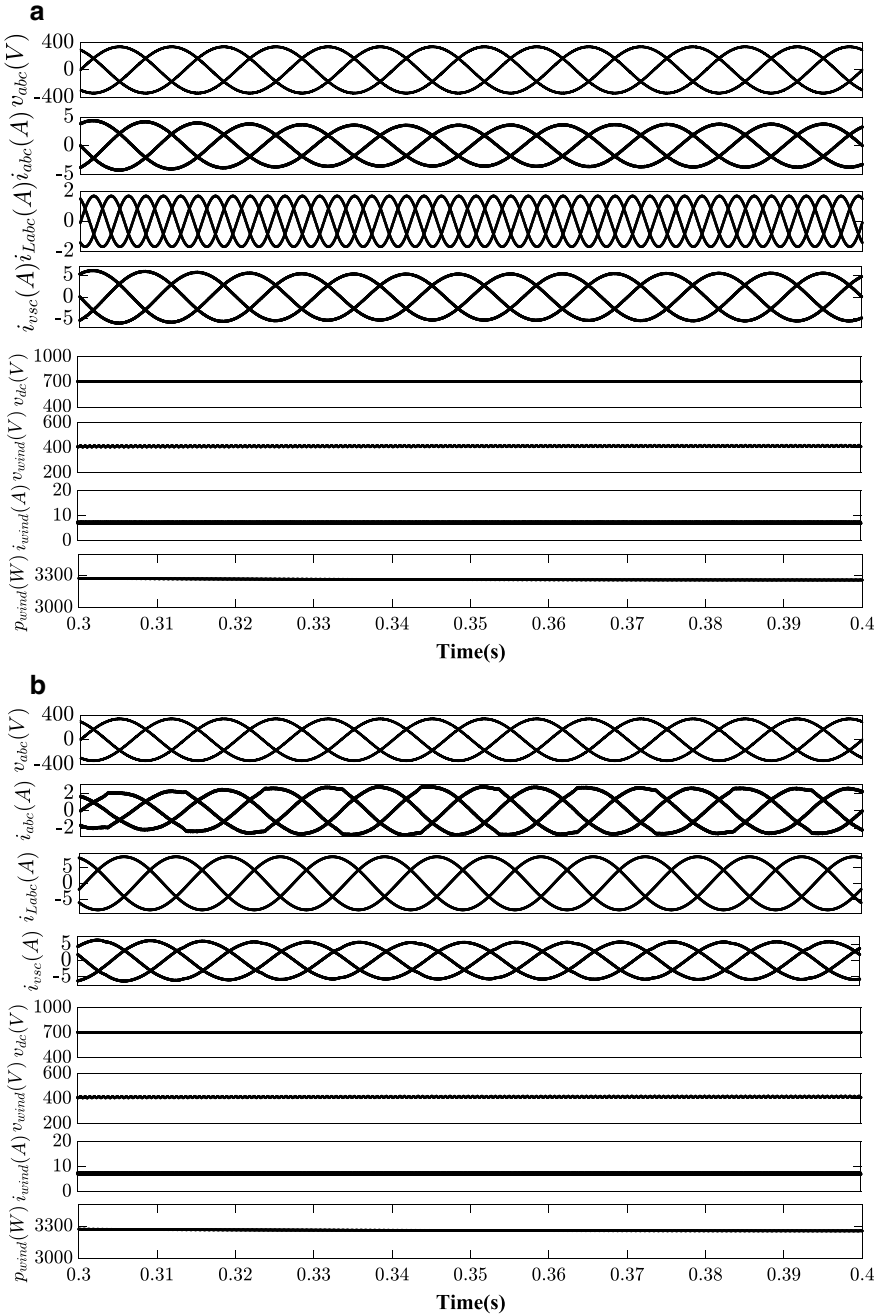 a
v_abc(V)
400
0
-400
i_abc(A)
5
0
-5
i_Labc(A)
2
0
-2
i_vsc(A)
5
0
-5
v_dc(V)
1000
700
400
v_wind(V)
600
400
200
i_wind(A)
20
10
0
p_wind(W)
3300
3000
0.3 0.31 0.32 0.33 0.34 0.35 0.36 0.37 0.38 0.39 0.4
Time(s)
b
v_abc(V)
400
0
-400
i_abc(A)
2
0
-2
i_Labc(A)
5
0
-5
i_vsc(A)
5
0
-5
v_dc(V)
1000
700
400
v_wind(V)
600
400
200
i_wind(A)
20
10
0
p_wind(W)
3300
3000
0.3 0.31 0.32 0.33 0.34 0.35 0.36 0.37 0.38 0.39 0.4
Time(s)